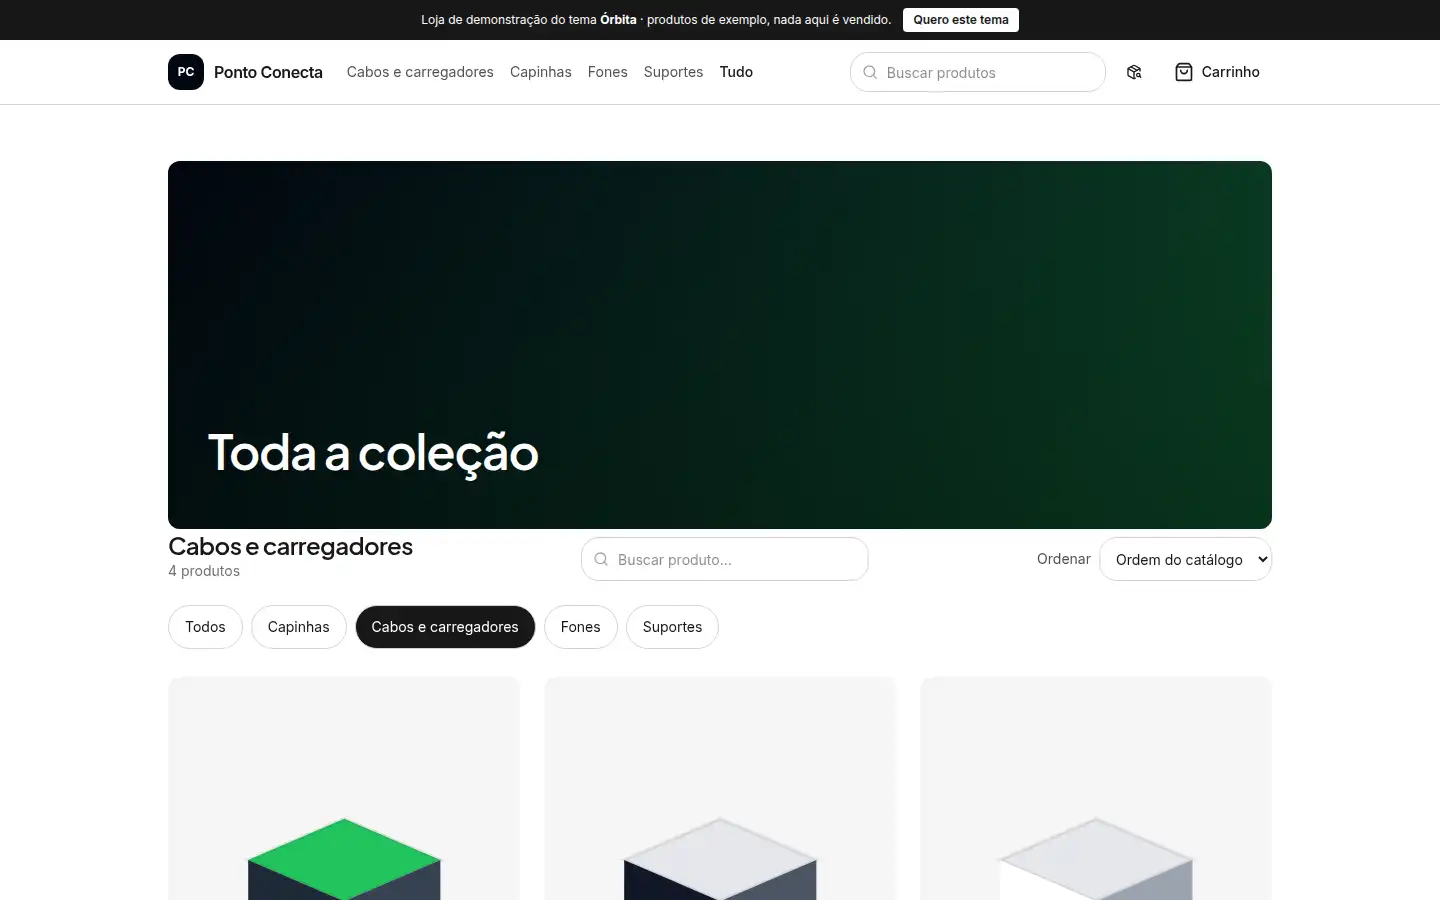 Loja de demonstração do tema Órbita · produtos de exemplo, nada aqui é vendido. Quero este tema
PC Ponto Conecta Cabos e carregadores Capinhas Fones Suportes Tudo Buscar produtos Carrinho
Toda a coleção
Cabos e carregadores
4 produtos
Buscar produto...
Ordenar Ordem do catálogo
Todos Capinhas Cabos e carregadores Fones Suportes